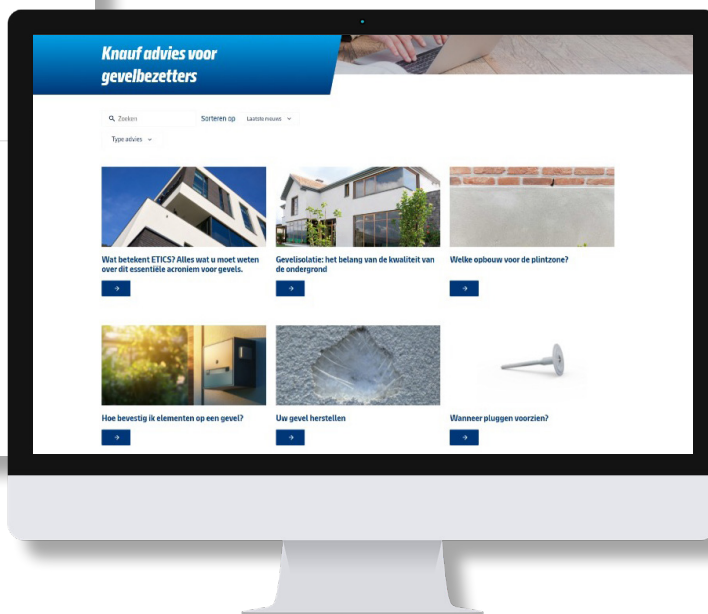 Knauf advies voor
gevelbezetters
Zoeken
Sorteren op
Laatste nieuws
Type advies
Wat betekent ETICS? Alles wat u moet weten
over dit essentiële acroniem voor gevels.
Gevelisolatie: het belang van de kwaliteit van
de ondergrond
Welke opbouw voor de plintzone?
Hoe bevestig ik elementen op een gevel?
Uw gevel herstellen
Wanneer pluggen voorzien?